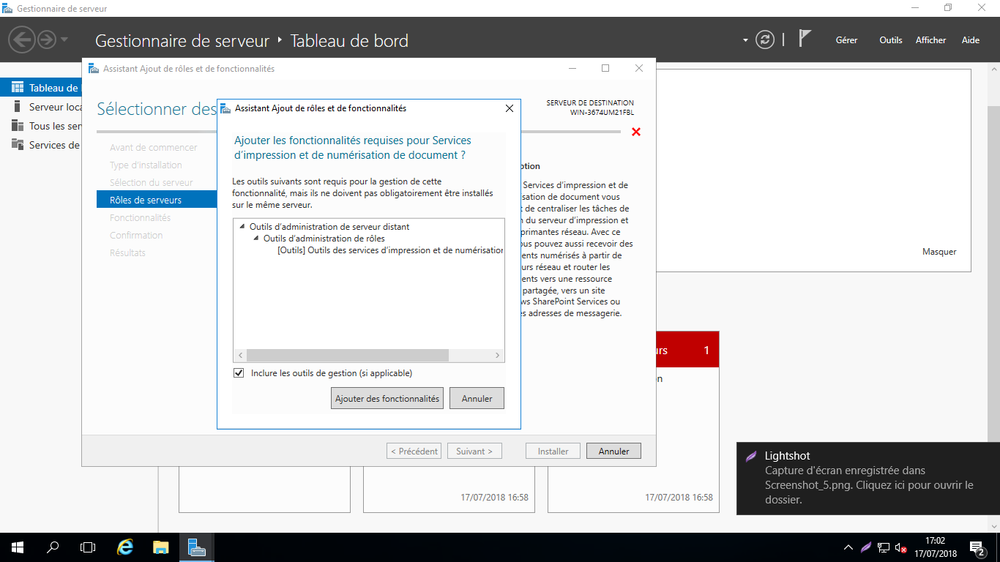 Gestionnaire de serveur
Gestionnaire de serveur ‣ Tableau de bord
Gérer
Outils
Afficher
Aide
Tableau de
Serveur loca
Tous les ser
Services de
Assistant Ajout de rôles et de fonctionnalités
Sélectionner des
SERVEUR DE DESTINATION
WIN-3674UM21FBL
Avant de commencer
Type d'installation
Sélection du serveur
Rôles de serveurs
Fonctionnalités
Confirmation
Résultats
Assistant Ajout de rôles et de fonctionnalités
Ajouter les fonctionnalités requises pour Services
d'impression et de numérisation de document ?
Les outils suivants sont requis pour la gestion de cette
fonctionnalité, mais ils ne doivent pas obligatoirement être installés
sur le même serveur.
Outils d'administration de serveur distant
Outils d'administration de rôles
[Outils] Outils des services d'impression et de numérisation
Inclure les outils de gestion (si applicable)
Ajouter des fonctionnalités
Annuler
ption
Services d'impression et de
isation de document vous
t de centraliser les tâches de
n du serveur d'impression et
primantes réseau. Avec ce
ous pouvez aussi recevoir des
ents numérisés à partir de
urs réseau et router les
ents vers une ressource
partagée, vers un site
ws SharePoint Services ou
es adresses de messagerie.
< Précédent
Suivant >
Installer
Annuler
Masquer
urs 1
n
17/07/2018 16:58
17/07/2018 16:58
Lightshot
Capture d'écran enregistrée dans
Screenshot_5.png. Cliquez ici pour ouvrir le
dossier.
17:02
17/07/2018
2